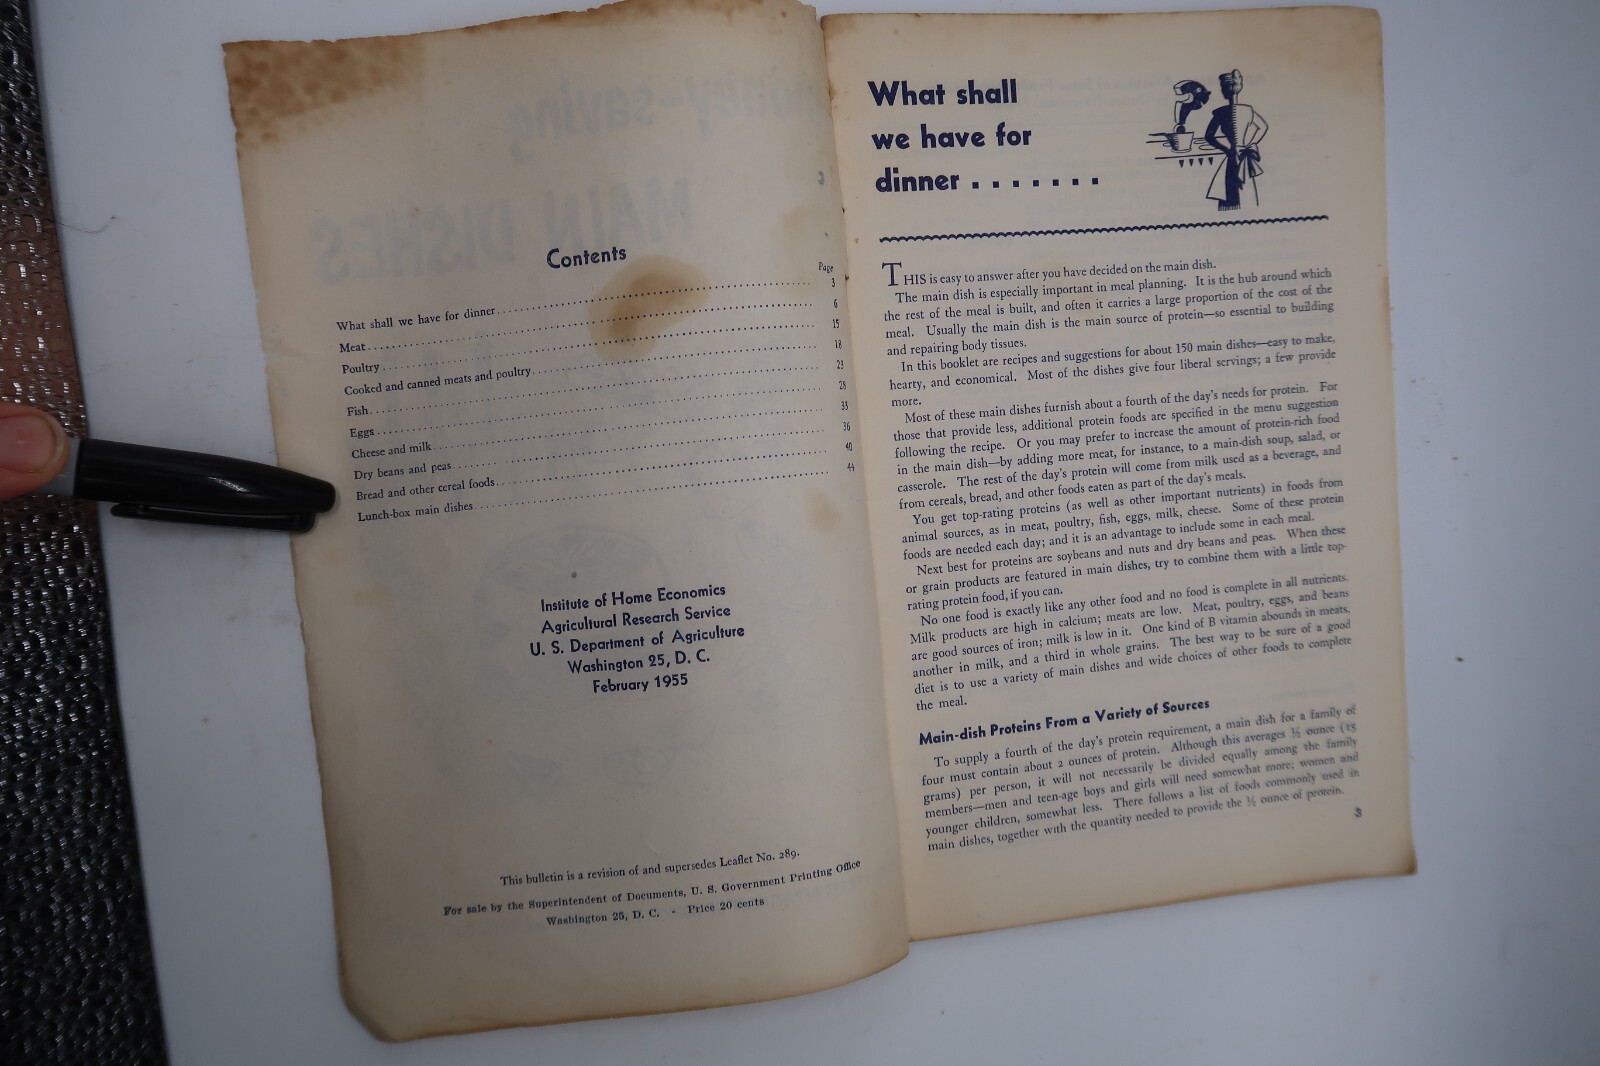 Contents
Page
What shall we have for dinner 3
Meat 6
Poultry 15
Cooked and canned meats and poultry 18
Fish 23
Eggs 28
Cheese and milk 33
Dry beans and peas 36
Bread and other cereal foods 40
Lunch-box main dishes 44
Institute of Home Economics
Agricultural Research Service
U. S. Department of Agriculture
Washington 25, D. C.
February 1955
This bulletin is a revision of and supersedes Leaflet No. 289.
For sale by the Superintendent of Documents, U. S. Government Printing Office
Washington 25, D. C. - Price 20 cents
What shall
we have for
dinner . . . . . . .
THIS is easy to answer after you have decided on the main dish.
The main dish is especially important in meal planning. It is the hub around which
the rest of the meal is built, and often it carries a large proportion of the cost of the
meal. Usually the main dish is the main source of protein—so essential to building
and repairing body tissues.
In this booklet are recipes and suggestions for about 150 main dishes—easy to make,
hearty, and economical. Most of the dishes give four liberal servings; a few provide
more.
Most of these main dishes furnish about a fourth of the day's needs for protein. For
those that provide less, additional protein foods are specified in the menu suggestion
following the recipe. Or you may prefer to increase the amount of protein-rich food
in the main dish—by adding more meat, for instance, to a main-dish soup, salad, or
casserole. The rest of the day's protein will come from milk used as a beverage, and
from cereals, bread, and other foods eaten as part of the day's meals.
You get top-rating proteins (as well as other important nutrients) in foods from
animal sources, as in meat, poultry, fish, eggs, milk, cheese. Some of these protein
foods are needed each day; and it is an advantage to include some in each meal.
Next best for proteins are soybeans and nuts and dry beans and peas. When these
or grain products are featured in main dishes, try to combine them with a little top-
rating protein food, if you can.
No one food is exactly like any other food and no food is complete in all nutrients.
Milk products are high in calcium; meats are low. Meat, poultry, eggs, and beans
are good sources of iron; milk is low in it. One kind of B vitamin abounds in meats,
another in milk, and a third in whole grains. The best way to be sure of a good
diet is to use a variety of main dishes and wide choices of other foods to complete
the meal.
Main-dish Proteins From a Variety of Sources
To supply a fourth of the day's protein requirement, a main dish for a family of
four must contain about 2 ounces of protein. Although this averages ½ ounce (15
grams) per person, it will not necessarily be divided equally among the family
members—men and teen-age boys and girls will need somewhat more; women and
younger children, somewhat less. There follows a list of foods commonly used in
main dishes, together with the quantity needed to provide the ½ ounce of protein.
3
money-saving
MAIN DISHES